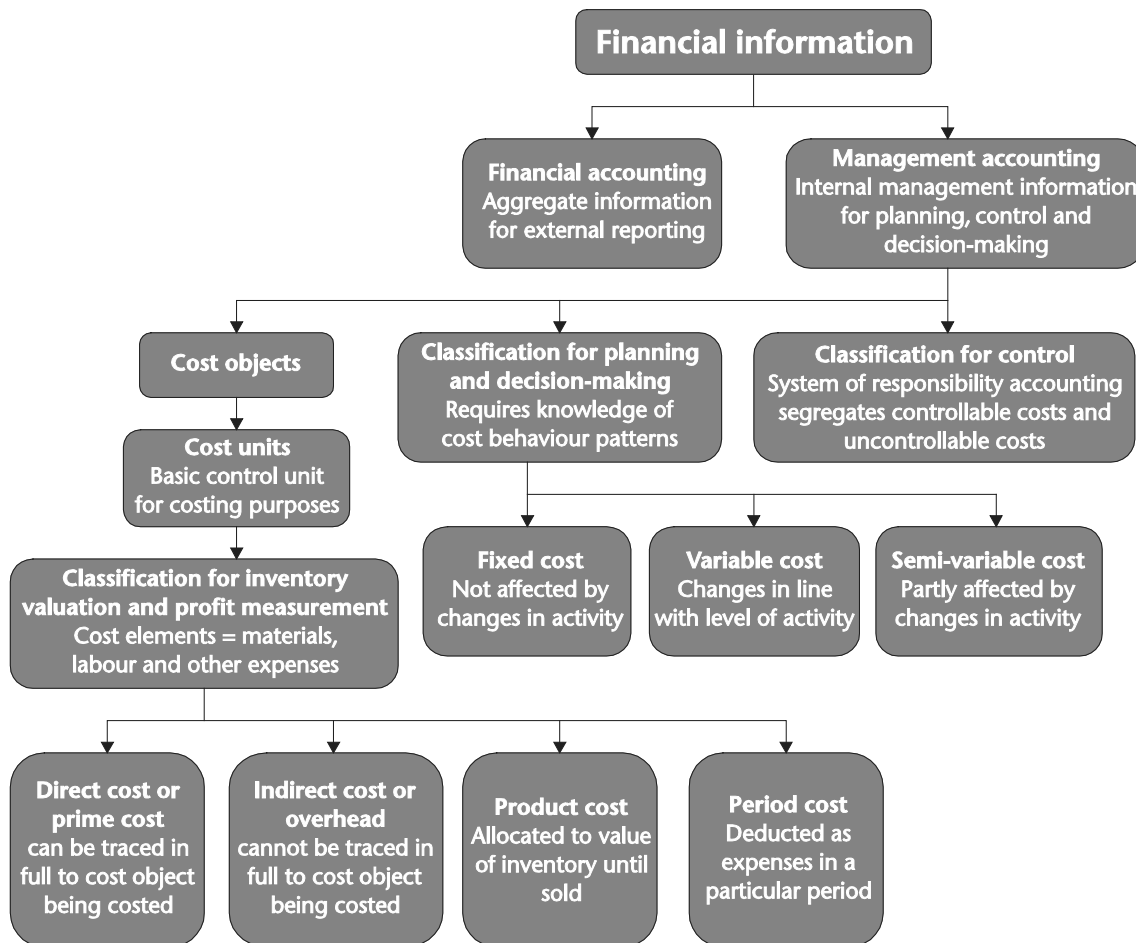 Financial information
Financial accounting
Aggregate information
for external reporting
Management accounting
Internal management information
for planning, control and
decision-making
Cost objects
Classification for planning
and decision-making
Requires knowledge of
cost behaviour patterns
Classification for control
System of responsibility accounting
segregates controllable costs and
uncontrollable costs
Cost units
Basic control unit
for costing purposes
Fixed cost
Not affected by
changes in activity
Variable cost
Changes in line
with level of activity
Semi-variable cost
Partly affected by
changes in activity
Classification for inventory
valuation and profit measurement
Cost elements = materials,
labour and other expenses
Direct cost or
prime cost
can be traced in
full to cost object
being costed
Indirect cost or
overhead
cannot be traced in
full to cost object
being costed
Product cost
Allocated to value
of inventory until
sold
Period cost
Deducted as
expenses in a
particular period